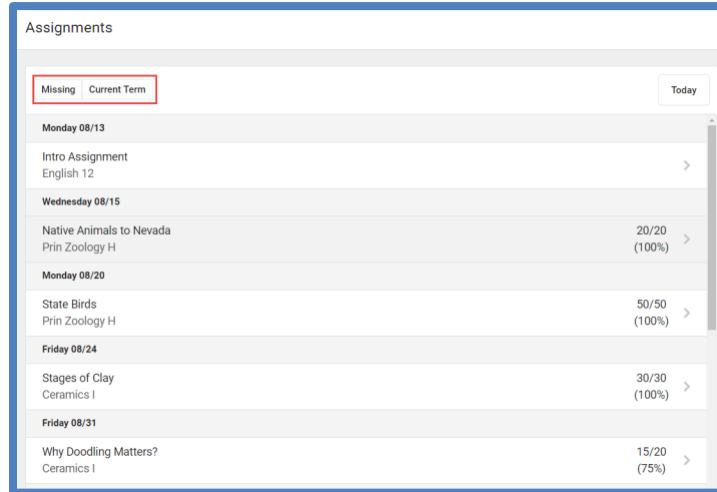 Assignments
Missing Current Term Today
Monday 08/13
Intro Assignment
English 12
Wednesday 08/15
Native Animals to Nevada 20/20
Prin Zoology H (100%)
Monday 08/20
State Birds 50/50
Prin Zoology H (100%)
Friday 08/24
Stages of Clay 30/30
Ceramics I (100%)
Friday 08/31
Why Doodling Matters? 15/20
Ceramics I (75%)